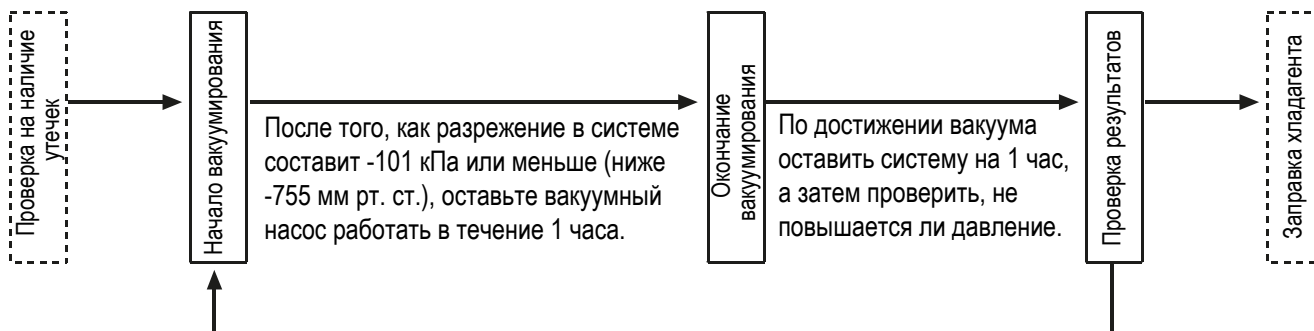 Проверка на наличие
утечек
Начало вакуумирования
После того, как разрежение в системе
составит -101 кПа или меньше (ниже
-755 мм рт. ст.), оставьте вакуумный
насос работать в течение 1 часа.
Окончание
вакуумирования
По достижении вакуума
оставить систему на 1 час,
а затем проверить, не
повышается ли давление.
Проверка результатов
Заправка хладагента